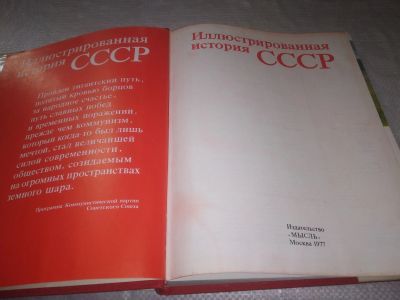 Иллюстрированная
история СССР
Пройден гигантский путь,
политый кровью борцов
за народное счастье,
путь славных побед
и временных поражений,
прежде чем коммунизм,
который когда-то был лишь
мечтой, стал величайшей
силой современности,
обществом, созидаемым
на огромных пространствах
земного шара.
Программа Коммунистической партии
Советского Союза
Иллюстрированная
история СССР
Издательство
«МЫСЛЬ»
Москва 1977